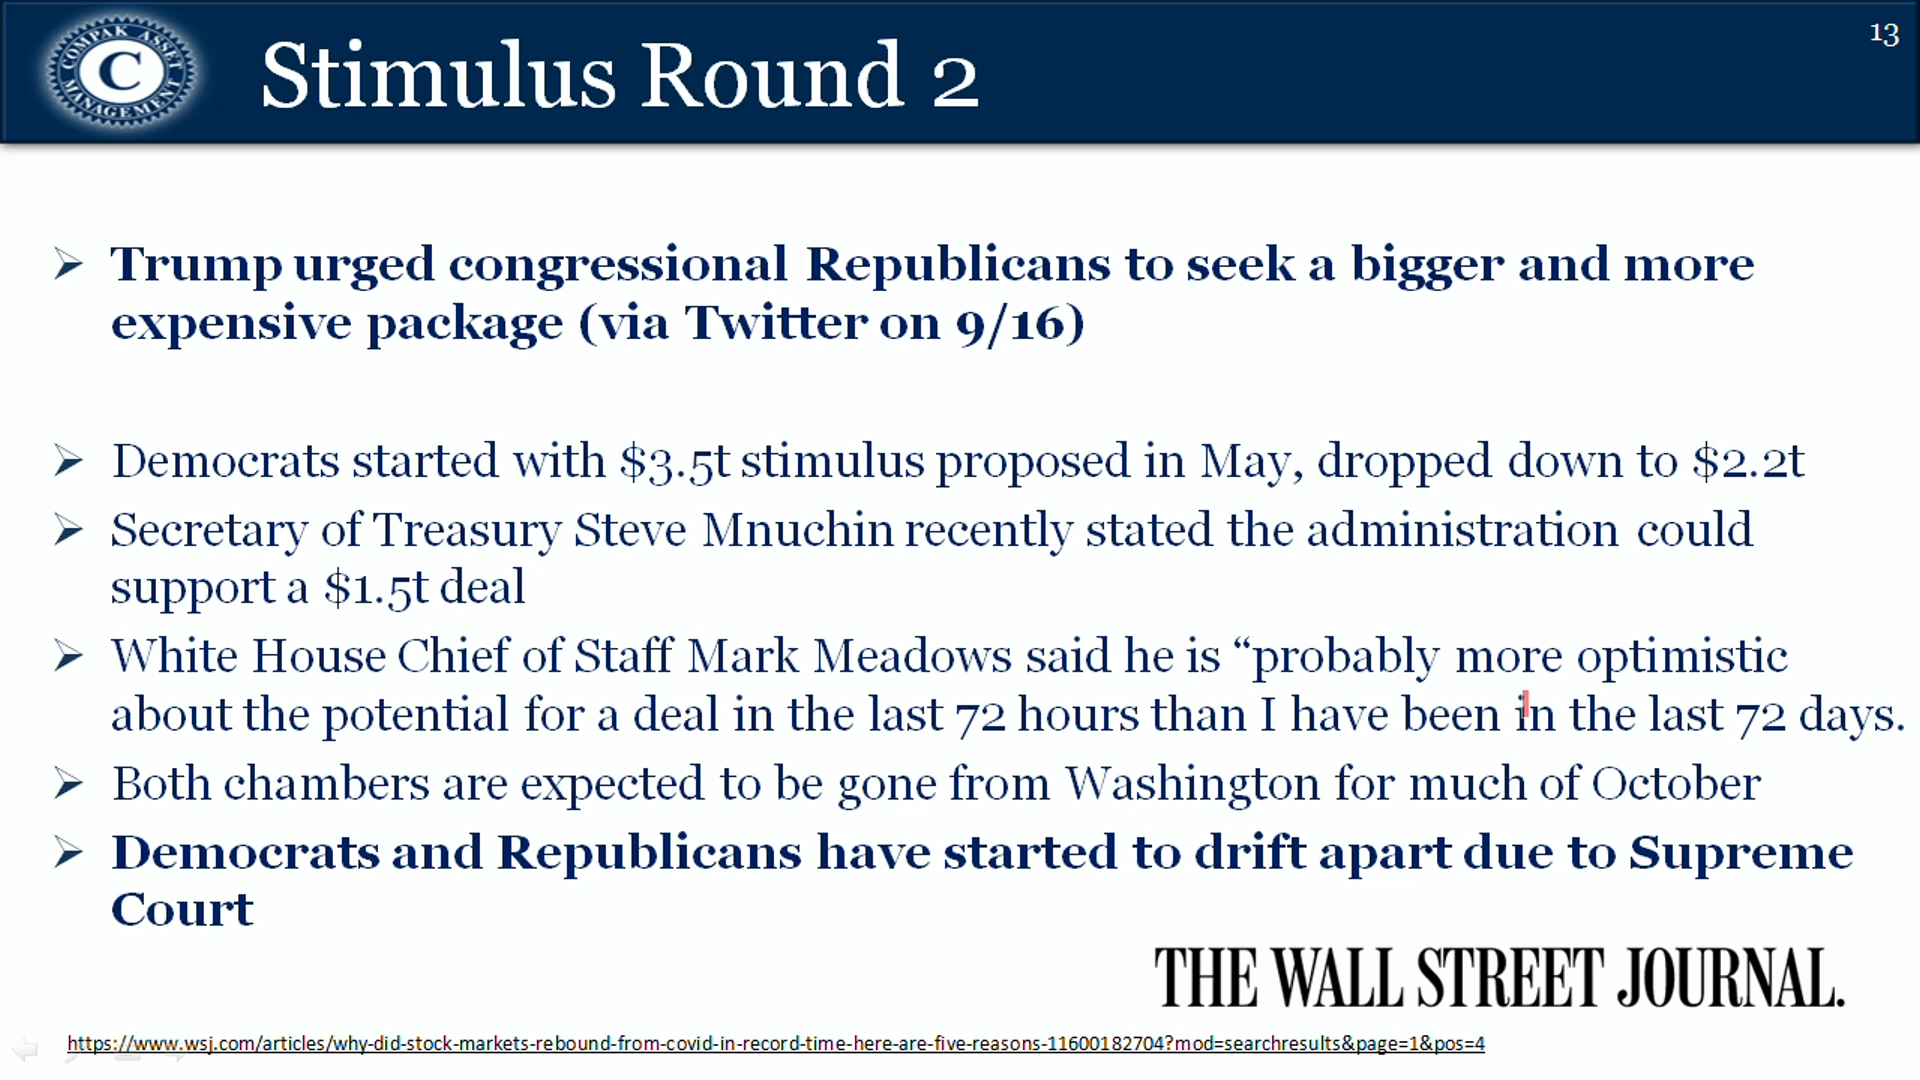 COMPAK ASSET MANAGEMENT
C
Stimulus Round 2
13
Trump urged congressional Republicans to seek a bigger and more
expensive package (via Twitter on 9/16)
Democrats started with $3.5t stimulus proposed in May, dropped down to $2.2t
Secretary of Treasury Steve Mnuchin recently stated the administration could
support a $1.5t deal
White House Chief of Staff Mark Meadows said he is “probably more optimistic
about the potential for a deal in the last 72 hours than I have been in the last 72 days.
Both chambers are expected to be gone from Washington for much of October
Democrats and Republicans have started to drift apart due to Supreme
Court
THE WALL STREET JOURNAL.
https://www.wsj.com/articles/why-did-stock-markets-rebound-from-covid-in-record-time-here-are-five-reasons-11600182704?mod=searchresults&page=1&pos=4